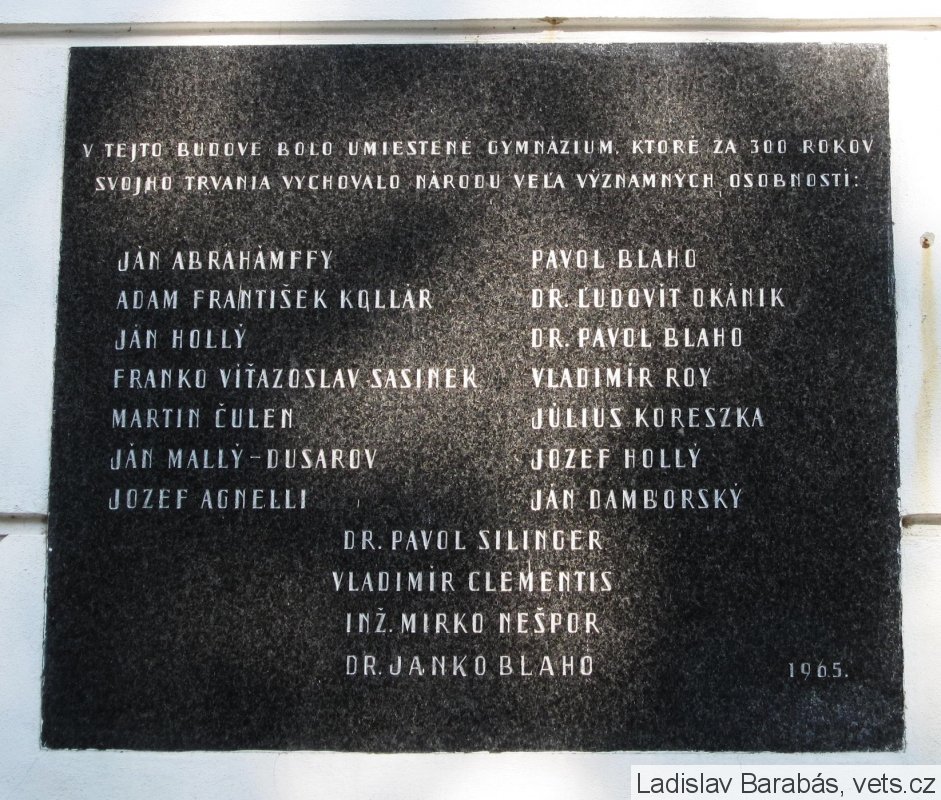 V TEJTO BUDOVE BOLO UMIESTENÉ GYMNÁZIUM, KTORÉ ZA 300 ROKOV
SVOJHO TRVANIA VYCHOVALO NÁRODU VEĽA VÝZNAMNÝCH OSOBNOSTÍ:
JÁN ABRAHÁMFFY
ADAM FRANTIŠEK KOLLÁR
JÁN HOLLÝ
FRANKO VÍŤAZOSLAV SASINEK
MARTIN ČULEN
JÁN MALLÝ-DUSAROV
JOZEF AGNELLI
PAVOL BLAHO
DR. ĽUDOVÍT OKÁNIK
DR. PAVOL BLAHO
VLADIMÍR ROY
JÚLIUS KORESZKA
JOZEF HOLLÝ
JÁN DAMBORSKÝ
DR. PAVOL SILINGER
VLADIMÍR CLEMENTIS
INŽ. MIRKO NEŠPOR
DR. JANKO BLAHO
1965.
Ladislav Barabás, vets.cz